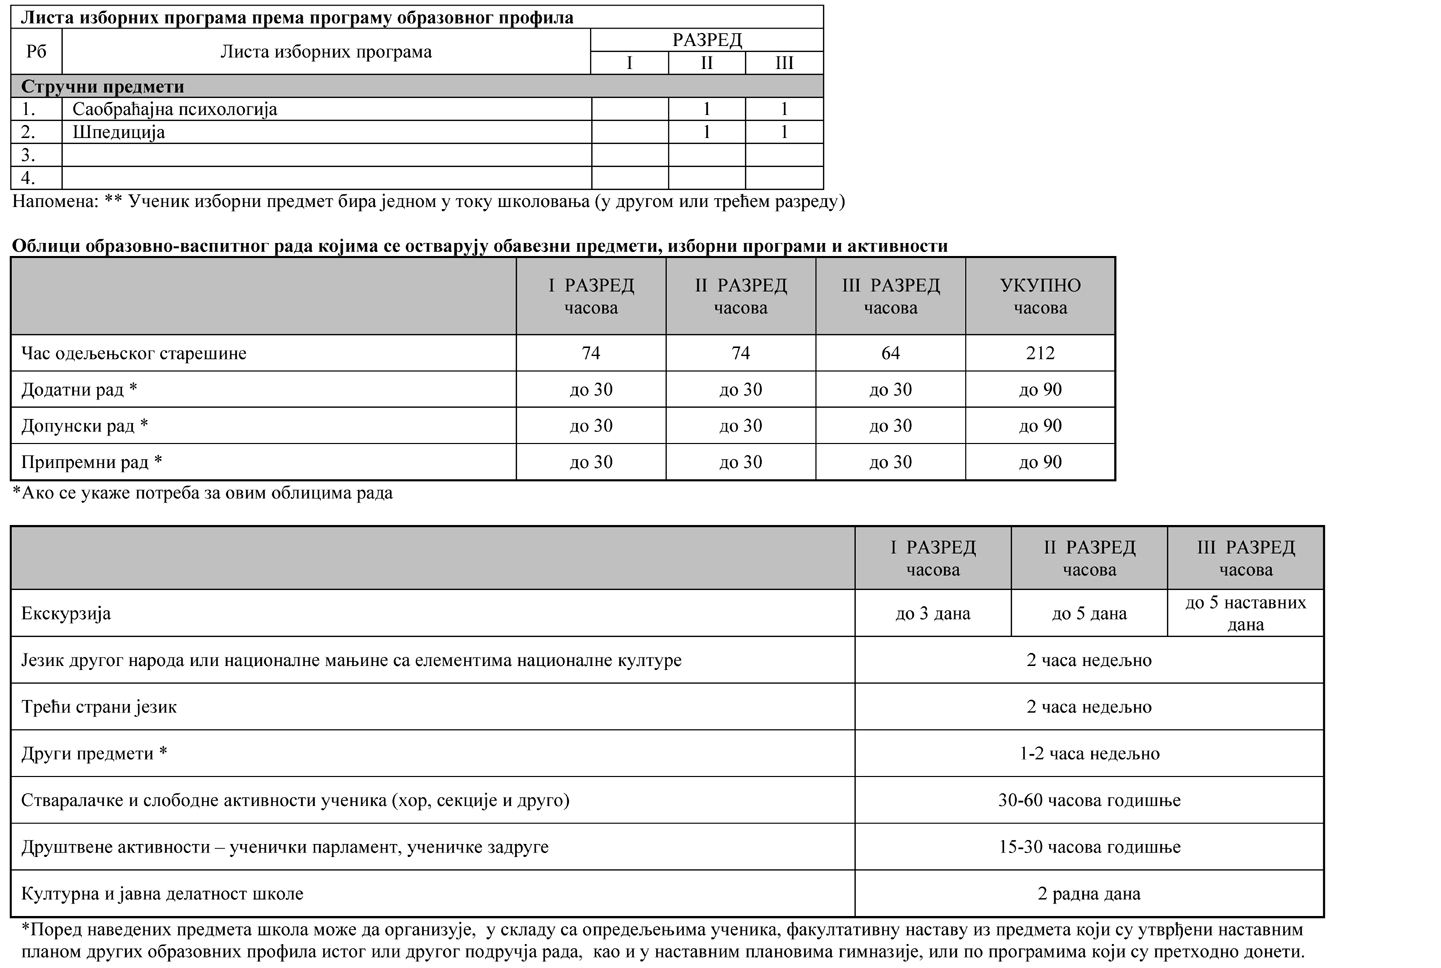 Листа изборних програма према програму образовног профила
Рб Листа изборних програма РАЗРЕД
I II III
Стручни предмети
1. Саобраћајна психологија 1 1
2. Шпедиција 1 1
3.
4.
Напомена: ** Ученик изборни предмет бира једном у току школовања (у другом или трећем разреду)
Облици образовно-васпитног рада којима се остварују обавезни предмети, изборни програми и активности
I РАЗРЕД часова II РАЗРЕД часова III РАЗРЕД часова УКУПНО часова
Час одељенског старешине 74 74 64 212
Додатни рад * до 30 до 30 до 30 до 90
Допунски рад * до 30 до 30 до 30 до 90
Припремни рад * до 30 до 30 до 30 до 90
*Ако се укаже потреба за овим облицима рада
I РАЗРЕД часова II РАЗРЕД часова III РАЗРЕД часова
Екскурзија до 3 дана до 5 дана до 5 наставних дана
Језик другог народа или националне мањине са елементима националне културе 2 часа недељно
Трећи страни језик 2 часа недељно
Други предмети * 1-2 часа недељно
Стваралачке и слободне активности ученика (хор, секције и друго) 30-60 часова годишње
Друштвене активности – ученички парламент, ученичке задруге 15-30 часова годишње
Културна и јавна делатност школе 2 радна дана
*Поред наведених предмета школа може да организује, у складу са опредељењима ученика, факултативну наставу из предмета који су утврђени наставним
планом других образовних профила истог или другог подручја рада, као и у наставним плановима гимназије, или по програмима који су претходно донети.